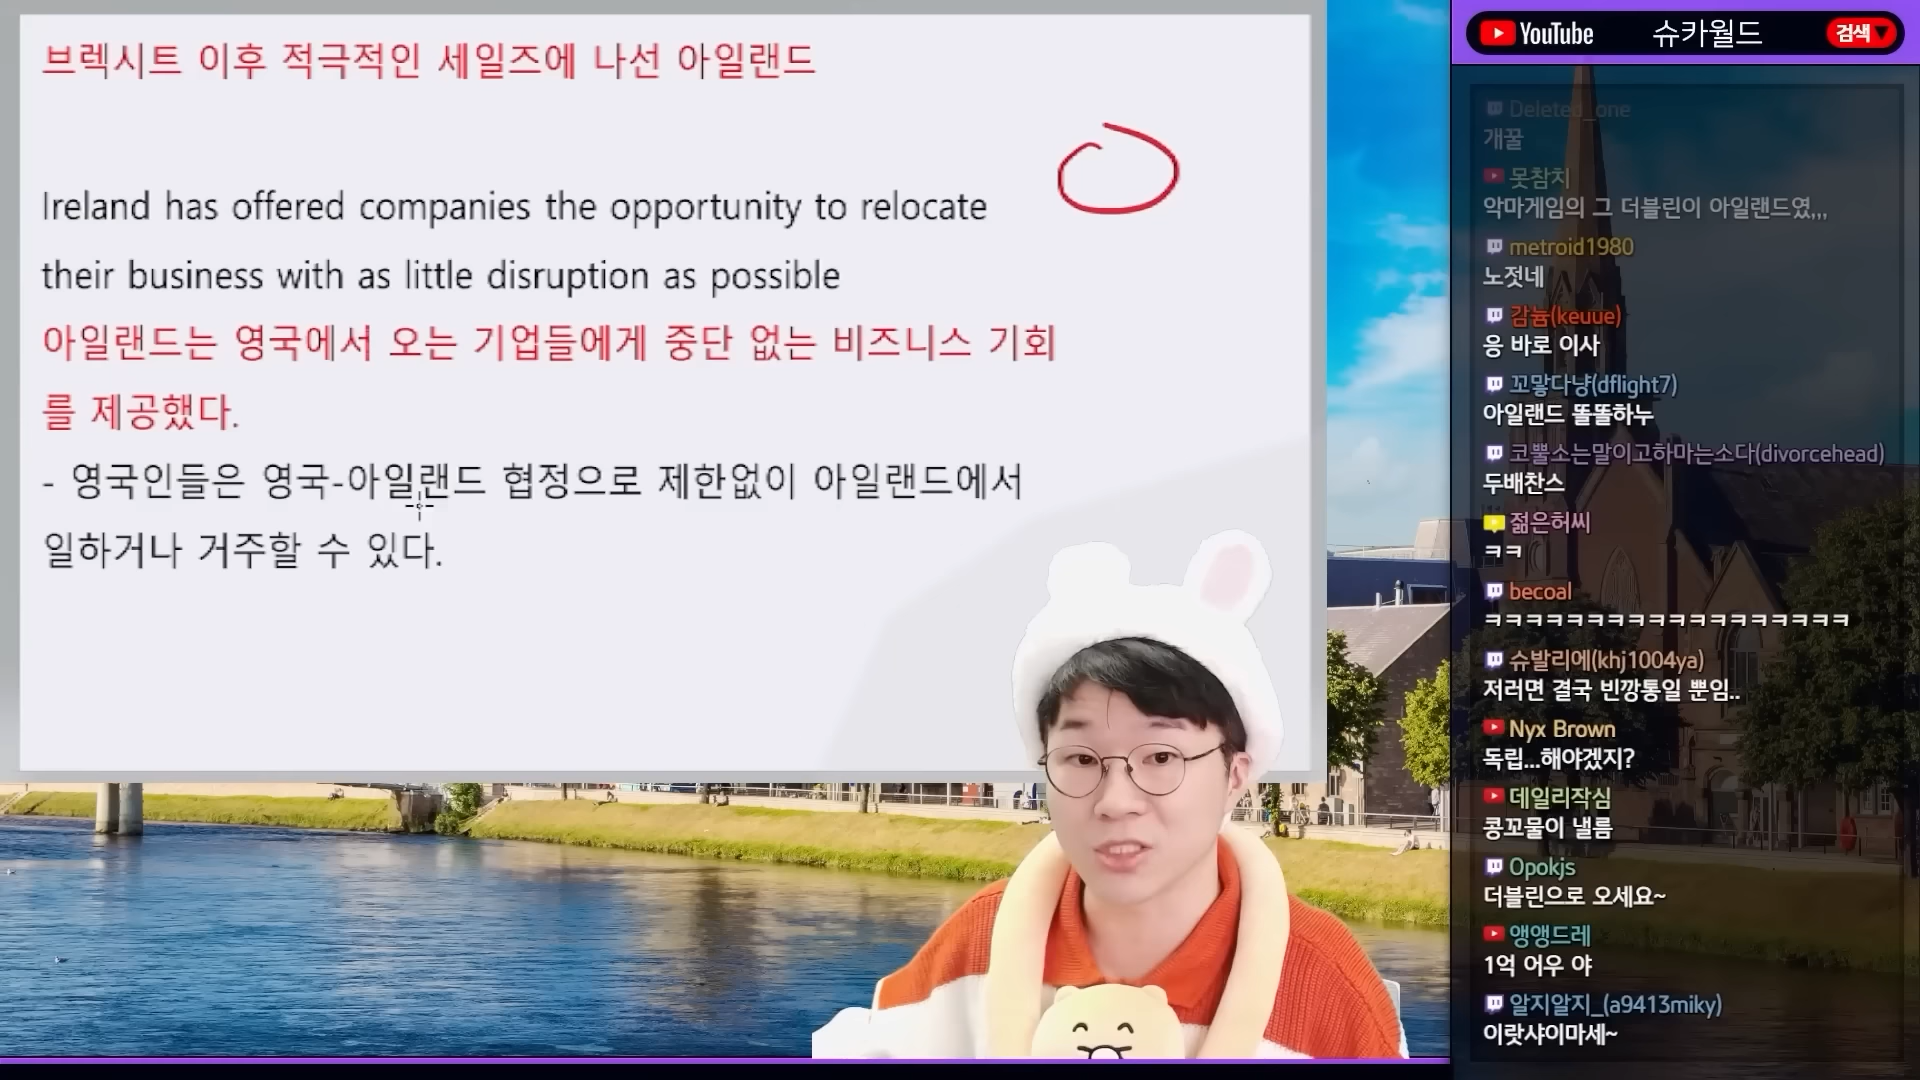 브렉시트 이후 적극적인 세일즈에 나선 아일랜드
Ireland has offered companies the opportunity to relocate
their business with as little disruption as possible
아일랜드는 영국에서 오는 기업들에게 중단 없는 비즈니스 기회
를 제공했다.
- 영국인들은 영국-아일랜드 협정으로 제한없이 아일랜드에서
일하거나 거주할 수 있다.
YouTube 슈카월드 검색
Deleted_one
개꿀
못참치
악마게임의 그 더블린이 아일랜드였,,,
metroid1980
노젓네
감늄(keuue)
응 바로 이사
꼬맣다냥(dflight7)
아일랜드 똘똘하누
코뿔소는말이고하마는소다(divorcehead)
두배찬스
젊은허씨
ㅋㅋ
becoal
ㅋㅋㅋㅋㅋㅋㅋㅋㅋㅋㅋㅋㅋㅋㅋㅋㅋㅋ
슈발리에(khj1004ya)
저러면 결국 빈깡통일 뿐임..
Nyx Brown
독립...해야겠지?
데일리작심
콩꼬물이 낼름
Opokjs
더블린으로 오세요~
앵앵드레
1억 어우 야
알지알지_(a9413miky)
이랏샤이마세~